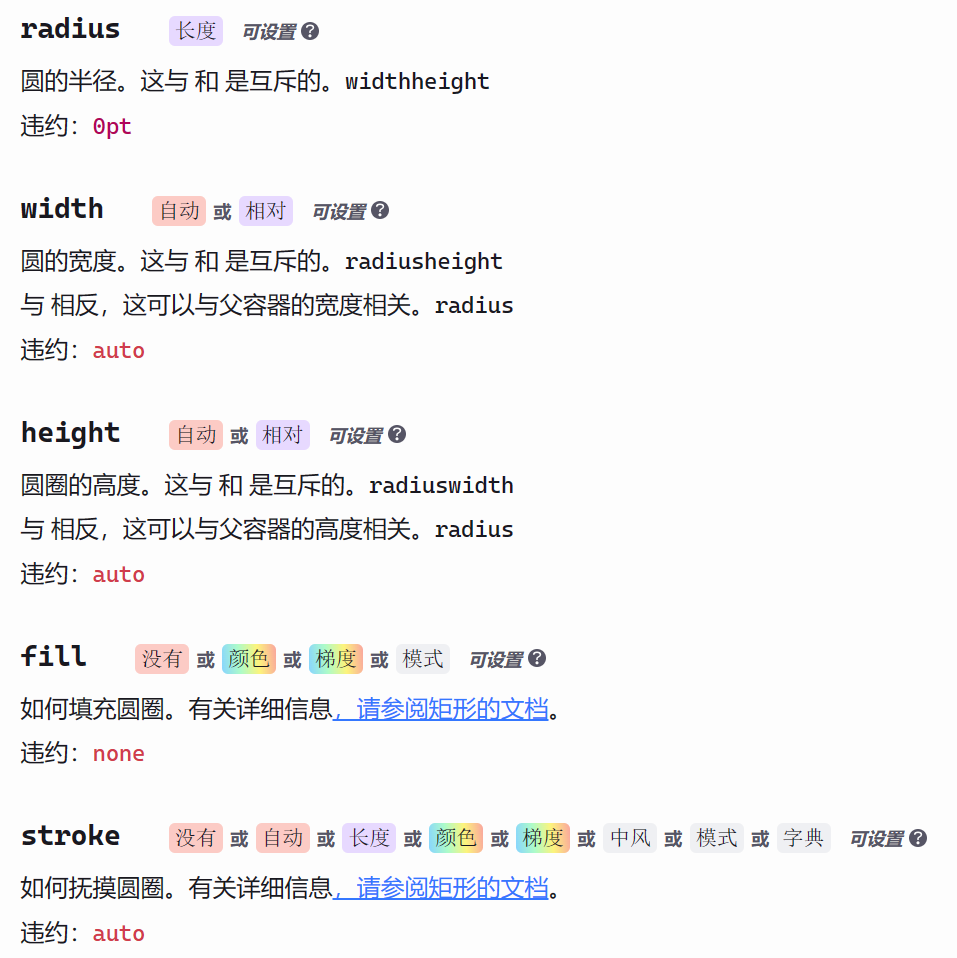 radius 长度 可设置 ?
圆的半径。这与 和 是互斥的。widthheight
违约：0pt
width 自动 或 相对 可设置 ?
圆的宽度。这与 和 是互斥的。radiusheight
与 相反，这可以与父容器的宽度相关。radius
违约：auto
height 自动 或 相对 可设置 ?
圆圈的高度。这与 和 是互斥的。radiuswidth
与 相反，这可以与父容器的高度相关。radius
违约：auto
fill 没有 或 颜色 或 梯度 或 模式 可设置 ?
如何填充圆圈。有关详细信息，请参阅矩形的文档。
违约：none
stroke 没有 或 自动 或 长度 或 颜色 或 梯度 或 中风 或 模式 或 字典 可设置 ?
如何抚摸圆圈。有关详细信息，请参阅矩形的文档。
违约：auto